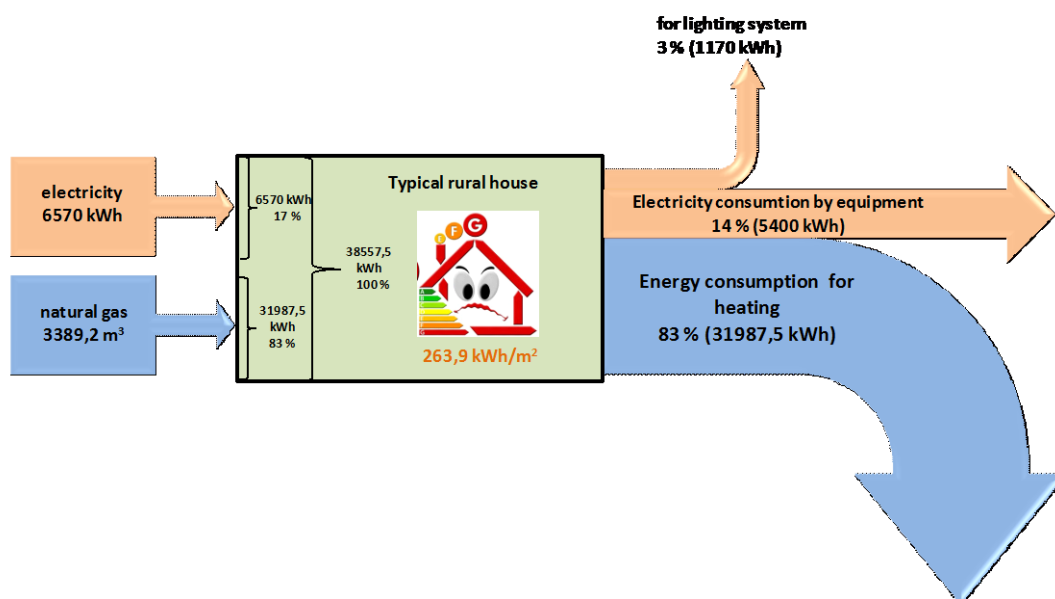 for lighting system
3 % (1170 kWh)
electricity
6570 kWh
natural gas
3389,2 m³
6570 kWh
17 %
31987,5
kWh
83 %
38557,5
kWh
100 %
Typical rural house
E F G
A
G
263,9 kWh/m²
Electricity consumtion by equipment
14 % (5400 kWh)
Energy consumption for
heating
83 % (31987,5 kWh)